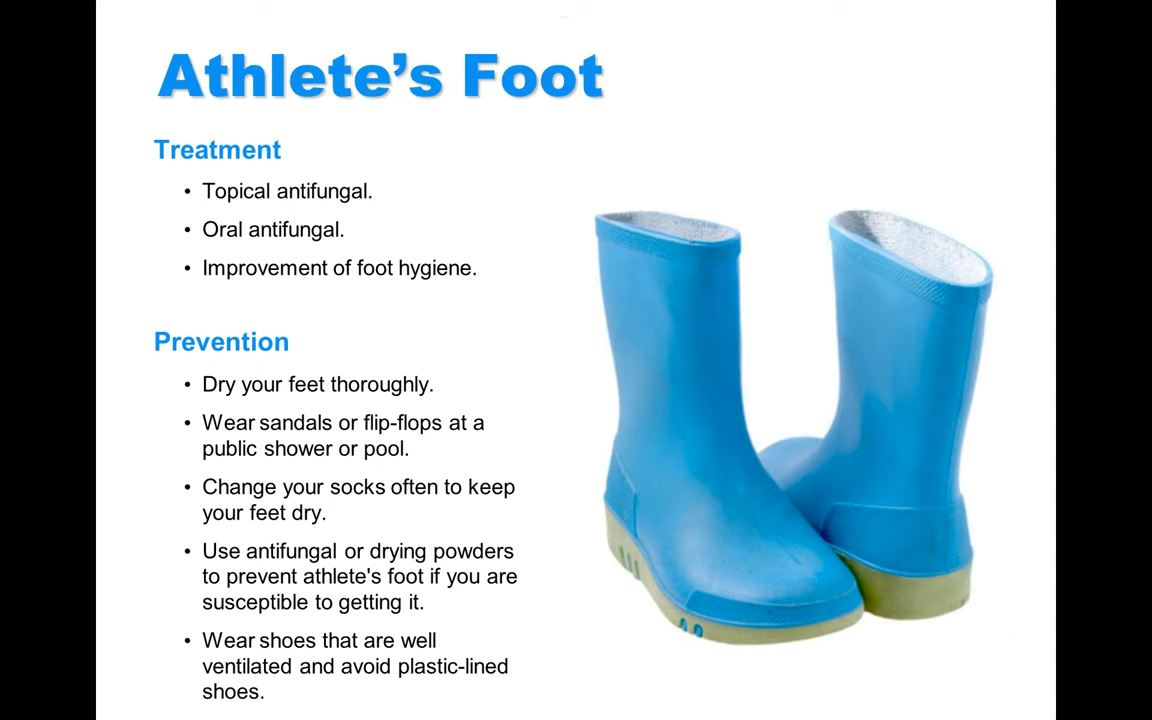 Athlete’s Foot
Treatment
• Topical antifungal.
• Oral antifungal.
• Improvement of foot hygiene.
Prevention
• Dry your feet thoroughly.
• Wear sandals or flip-flops at a
public shower or pool.
• Change your socks often to keep
your feet dry.
• Use antifungal or drying powders
to prevent athlete's foot if you are
susceptible to getting it.
• Wear shoes that are well
ventilated and avoid plastic-lined
shoes.